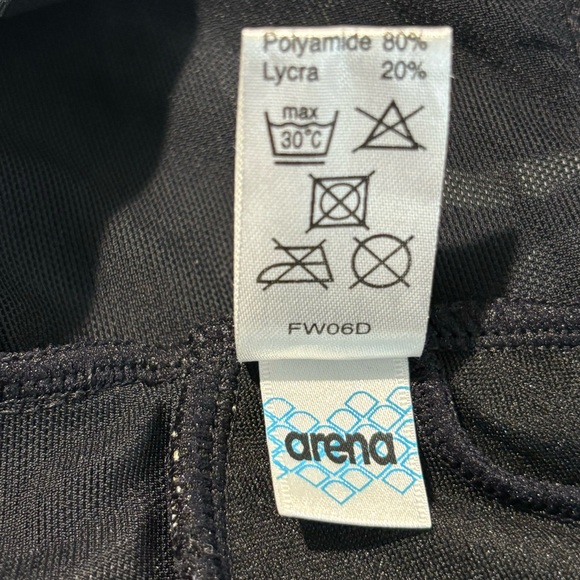 Polyamide 80%
Lycra 20%
max
30°C
FW06D
arena